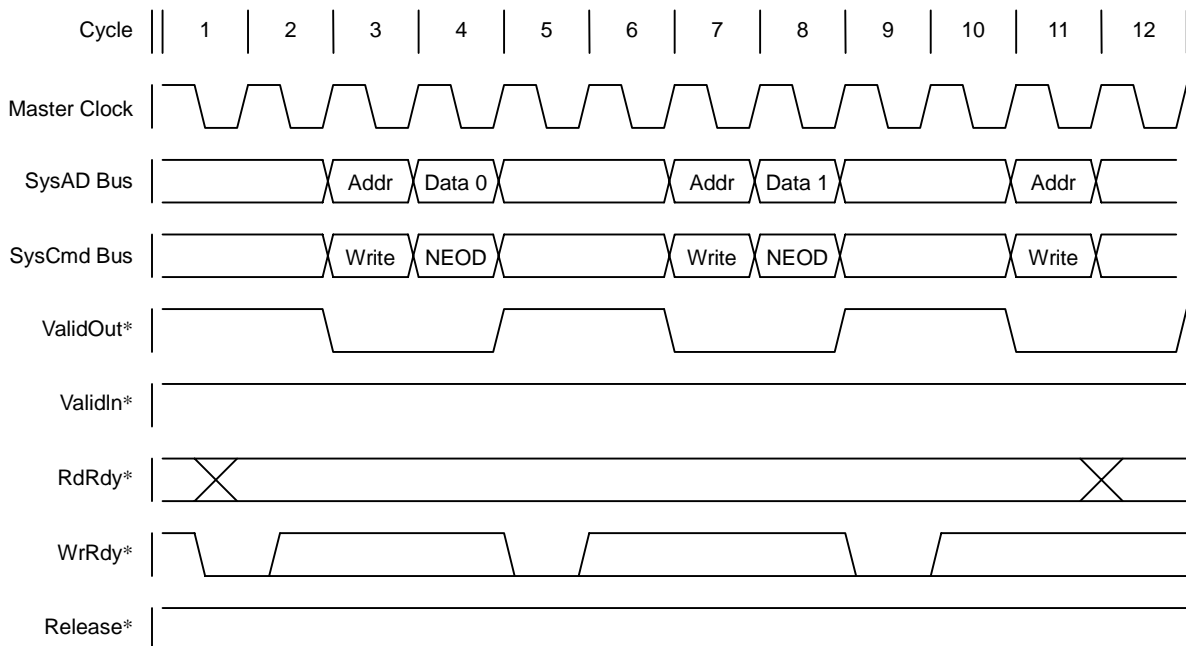 Cycle 1 2 3 4 5 6 7 8 9 10 11 12
Master Clock
SysAD Bus Addr Data 0 Addr Data 1 Addr
SysCmd Bus Write NEOD Write NEOD Write
ValidOut*
ValidIn*
RdRdy*
WrRdy*
Release*